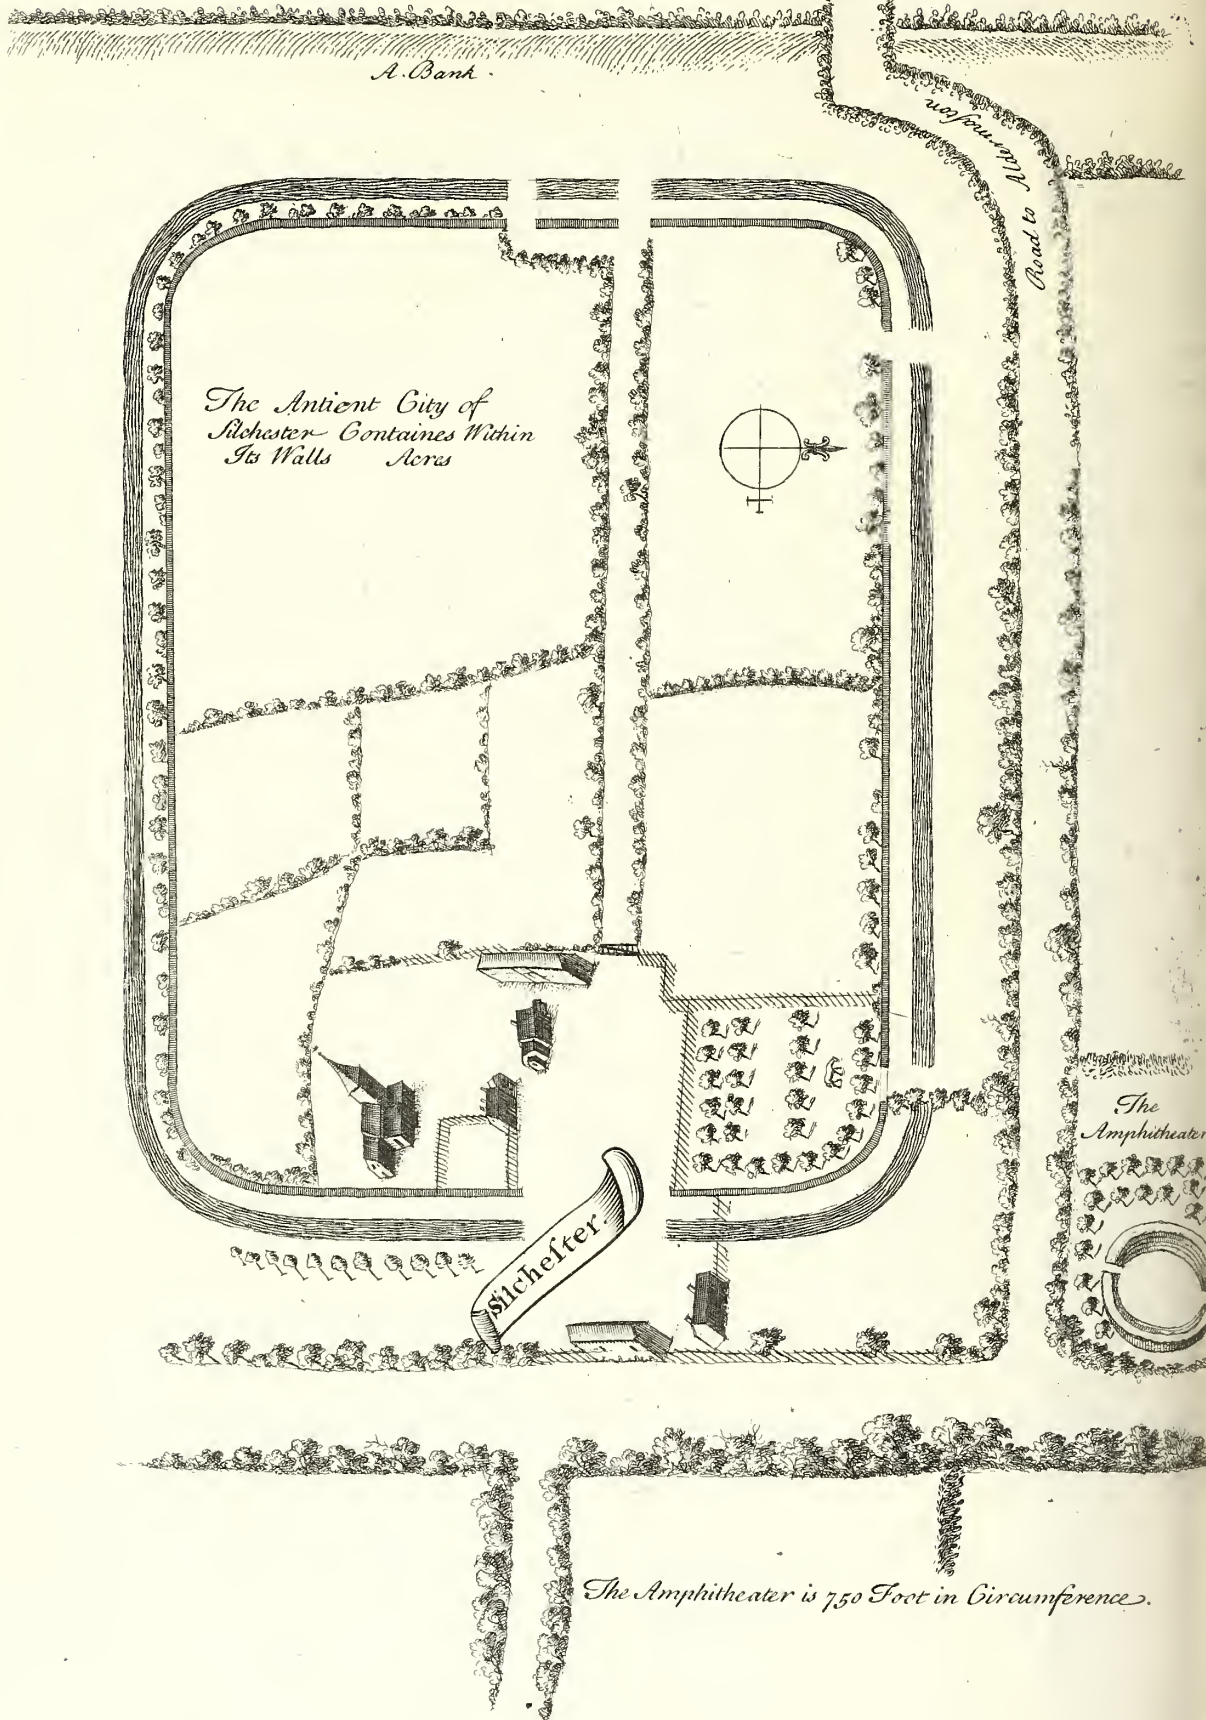 A. Bank.
Road to Aldermaſton
The Antient City of
Silchester Containes Within
Its Walls Acres
The
Amphitheater
Silcheſter.
The Amphitheater is 750 Foot in Circumference.